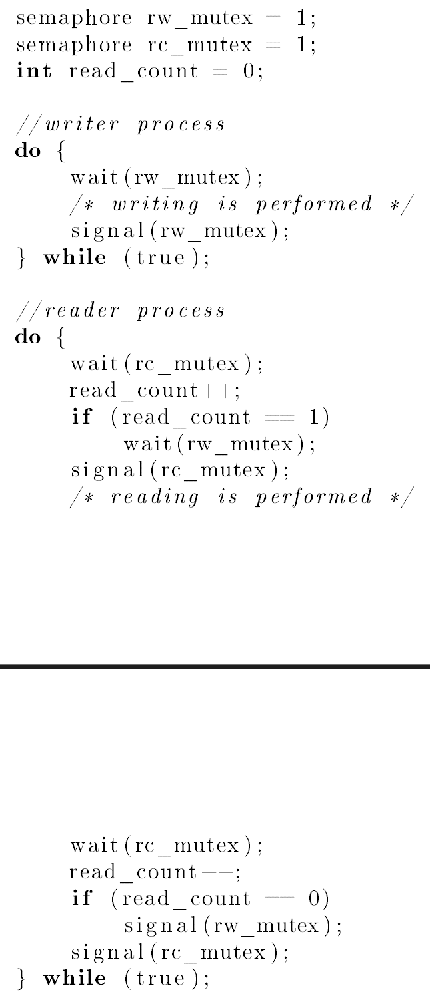 semaphore rw_mutex = 1;
semaphore rc_mutex = 1;
int read_count = 0;
//writer process
do {
wait(rw_mutex);
/* writing is performed */
signal(rw_mutex);
} while (true);
//reader process
do {
wait(rc_mutex);
read_count++;
if (read_count == 1)
wait(rw_mutex);
signal(rc_mutex);
/* reading is performed */
wait(rc_mutex);
read_count--;
if (read_count == 0)
signal(rw_mutex);
signal(rc_mutex);
} while (true);